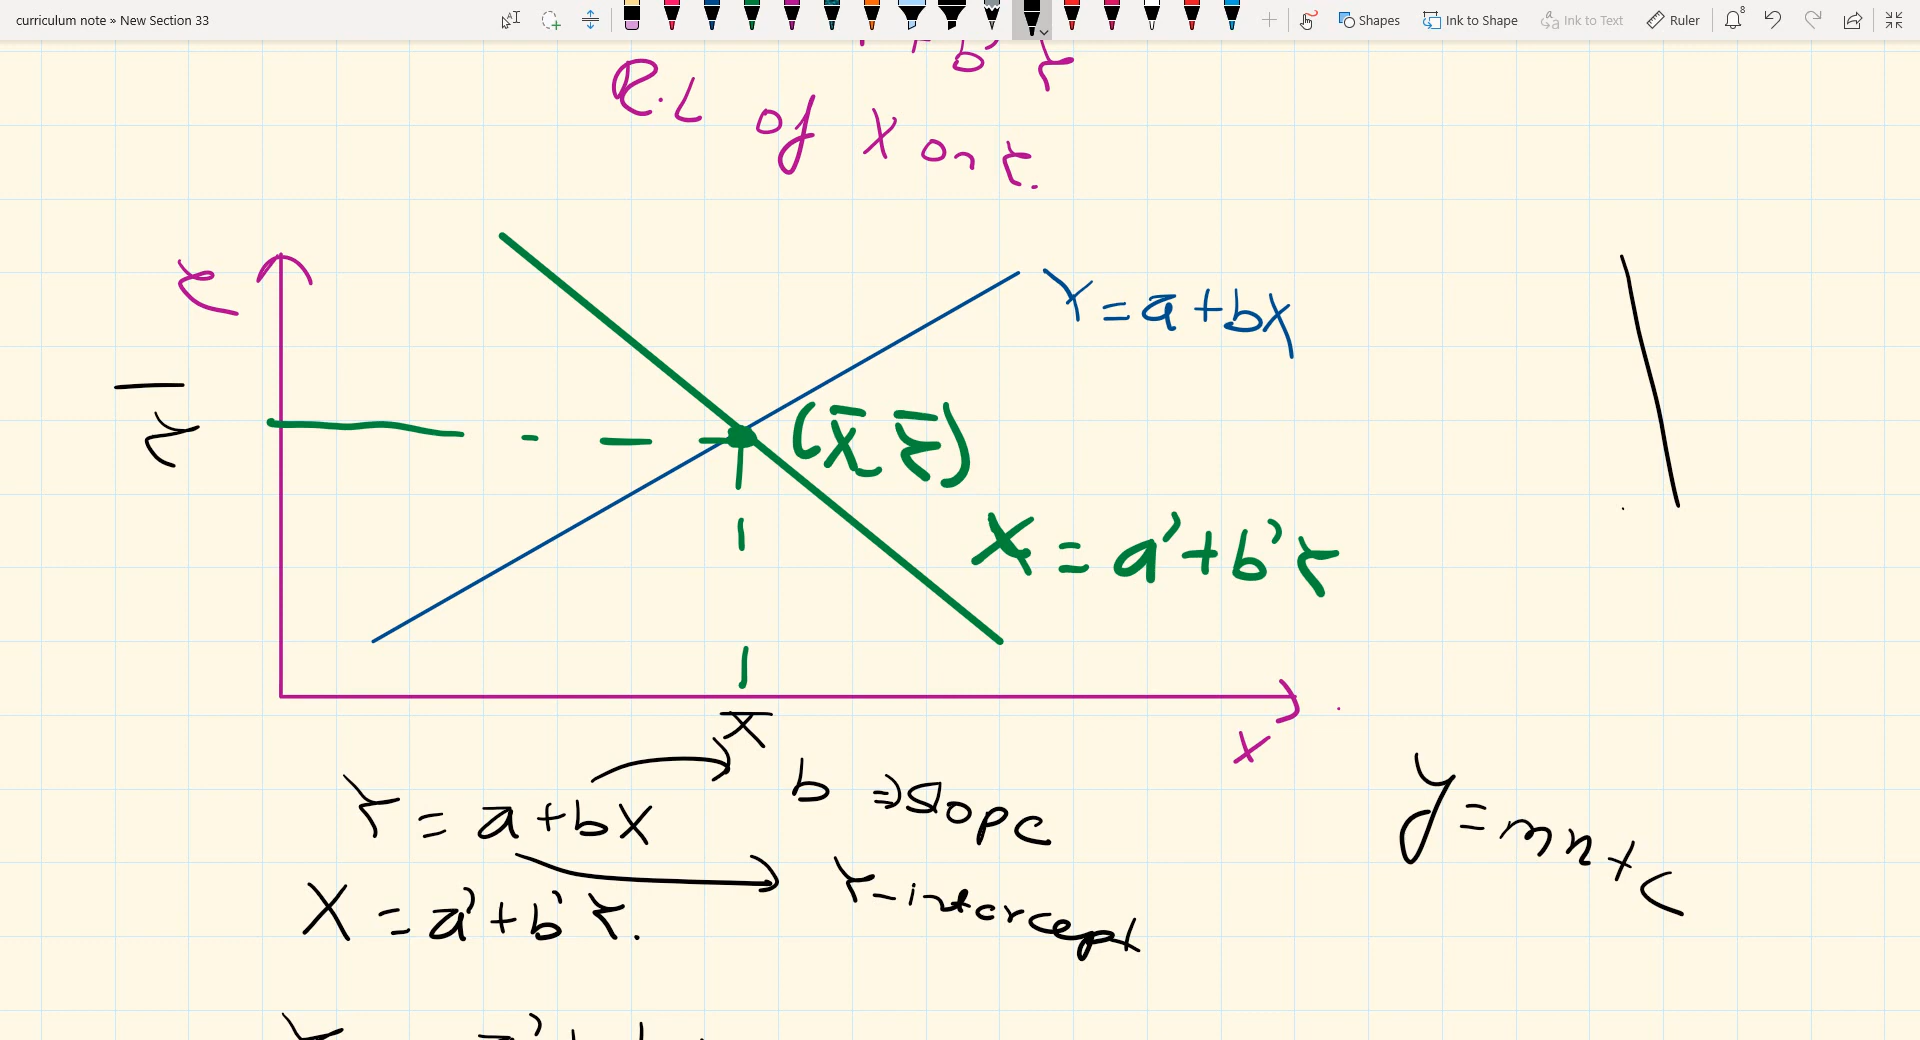 curriculum note » New Section 33
Shapes Ink to Shape Ink to Text Ruler 8
R.L of X on Y.
Y
Y = a + bX
Y̅
(X̅ Y̅)
X = a' + b' Y
X̅
X
Y = a + bX
b ⇒ Slope
y = mx + c
Y-intercept
X = a' + b' Y.